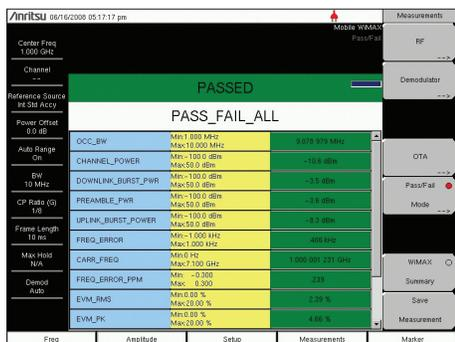 Anritsu 06/16/2008 05:17:17 pm
Mobile WiMAX
Pass/Fail
Measurements
Center Freq
1.000 GHz
Channel
--
Reference Source
Int Std Accy
Power Offset
0.0 dB
Auto Range
On
BW
10 MHz
CP Ratio (G)
1/8
Frame Length
10 ms
Max Hold
N/A
Demod
Auto
PASSED
PASS_FAIL_ALL
OCC_BW Min:1.000 MHz Max:10.000 MHz 9.078 979 MHz
CHANNEL_POWER Min:-100.0 dBm Max:50.0 dBm -10.6 dBm
DOWNLINK_BURST_PWR Min:-100.0 dBm Max:50.0 dBm -3.5 dBm
PREAMBLE_PWR Min:-100.0 dBm Max:50.0 dBm -3.6 dBm
UPLINK_BURST_POWER Min:-100.0 dBm Max:50.0 dBm -8.3 dBm
FREQ_ERROR Min:-1.000 kHz Max:1.000 kHz
CARR_FREQ Min:0 Hz Max:7.100 GHz 1.000 001 231 GHz
FREQ_ERROR_PPM Min: -0.300 Max: 0.300 239
EVM_RMS Min:0.00 % Max:20.00 % 2.39 %
EVM_PK Min:0.00 % Max:20.00 % 4.66 %
RF
-->
Demodulator
-->
OTA
-->
Pass/Fail
Mode
-->
WiMAX
Summary
Save
Measurement
Freq Amplitude Setup Measurements Marker